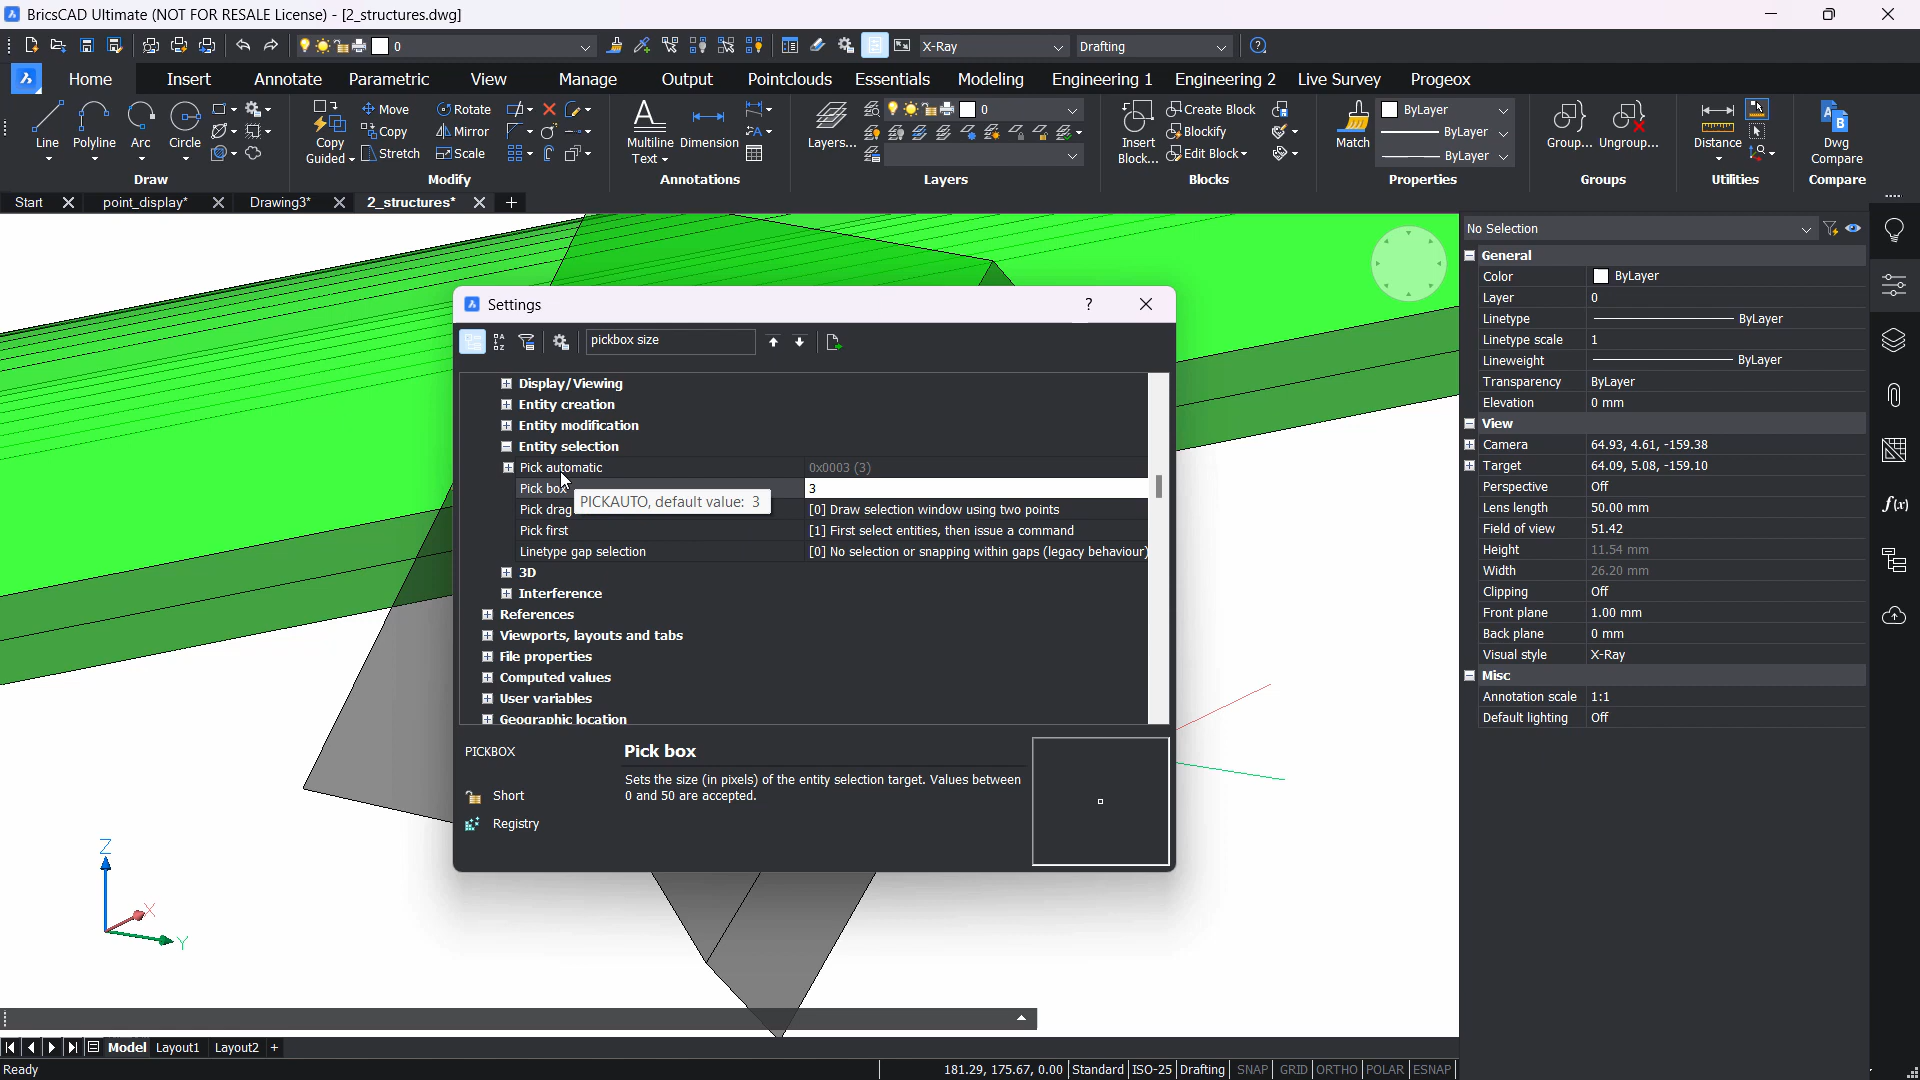 BricsCAD Ultimate (NOT FOR RESALE License) - [2_structures.dwg]
0
X-Ray
Drafting
Home
Insert
Annotate
Parametric
View
Manage
Output
Pointclouds
Essentials
Modeling
Engineering 1
Engineering 2
Live Survey
Progeox
Line
Polyline
Arc
Circle
Draw
Copy
Guided
Move
Copy
Stretch
Rotate
Mirror
Scale
Modify
Multiline
Text
Dimension
Annotations
Layers...
0
Layers
Insert
Block...
Create Block
Blockify
Edit Block
Blocks
Match
ByLayer
ByLayer
ByLayer
Properties
Group...
Ungroup...
Groups
Distance
Utilities
Dwg
Compare
Compare
Start
point_display*
Drawing3*
2_structures*
Settings
pickbox size
Display/Viewing
Entity creation
Entity modification
Entity selection
Pick automatic 0x0003 (3)
Pick box 3
PICKAUTO, default value: 3
Pick drag [0] Draw selection window using two points
Pick first [1] First select entities, then issue a command
Linetype gap selection [0] No selection or snapping within gaps (legacy behaviour)
3D
Interference
References
Viewports, layouts and tabs
File properties
Computed values
User variables
Geographic location
PICKBOX
Short
Registry
Pick box
Sets the size (in pixels) of the entity selection target. Values between
0 and 50 are accepted.
No Selection
General
Color ByLayer
Layer 0
Linetype ByLayer
Linetype scale 1
Lineweight ByLayer
Transparency ByLayer
Elevation 0 mm
View
Camera 64.93, 4.61, -159.38
Target 64.09, 5.08, -159.10
Perspective Off
Lens length 50.00 mm
Field of view 51.42
Height 11.54 mm
Width 26.20 mm
Clipping Off
Front plane 1.00 mm
Back plane 0 mm
Visual style X-Ray
Misc
Annotation scale 1:1
Default lighting Off
Z
X
Y
Model
Layout1
Layout2
Ready
181.29, 175.67, 0.00
Standard
ISO-25
Drafting
SNAP
GRID
ORTHO
POLAR
ESNAP